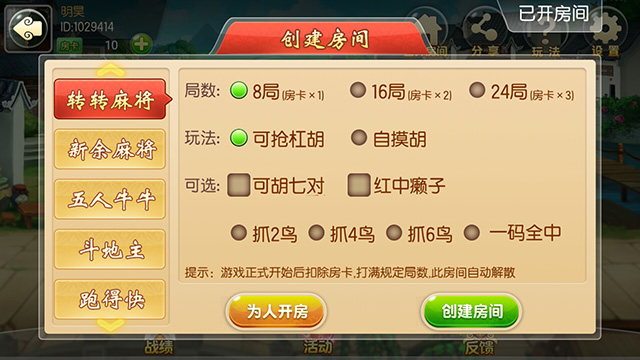 明昊
ID:1029414
房卡 10
创建房间
已开房间
房间
分享
玩法
设置
转转麻将
新余麻将
五人牛牛
斗地主
跑得快
局数: 8局(房卡×1) 16局(房卡×2) 24局(房卡×3)
玩法: 可抢杠胡 自摸胡
可选: 可胡七对 红中癞子
抓2鸟 抓4鸟 抓6鸟 一码全中
提示: 游戏正式开始后扣除房卡,打满规定局数,此房间自动解散
为人开房
创建房间
战绩
活动
反馈